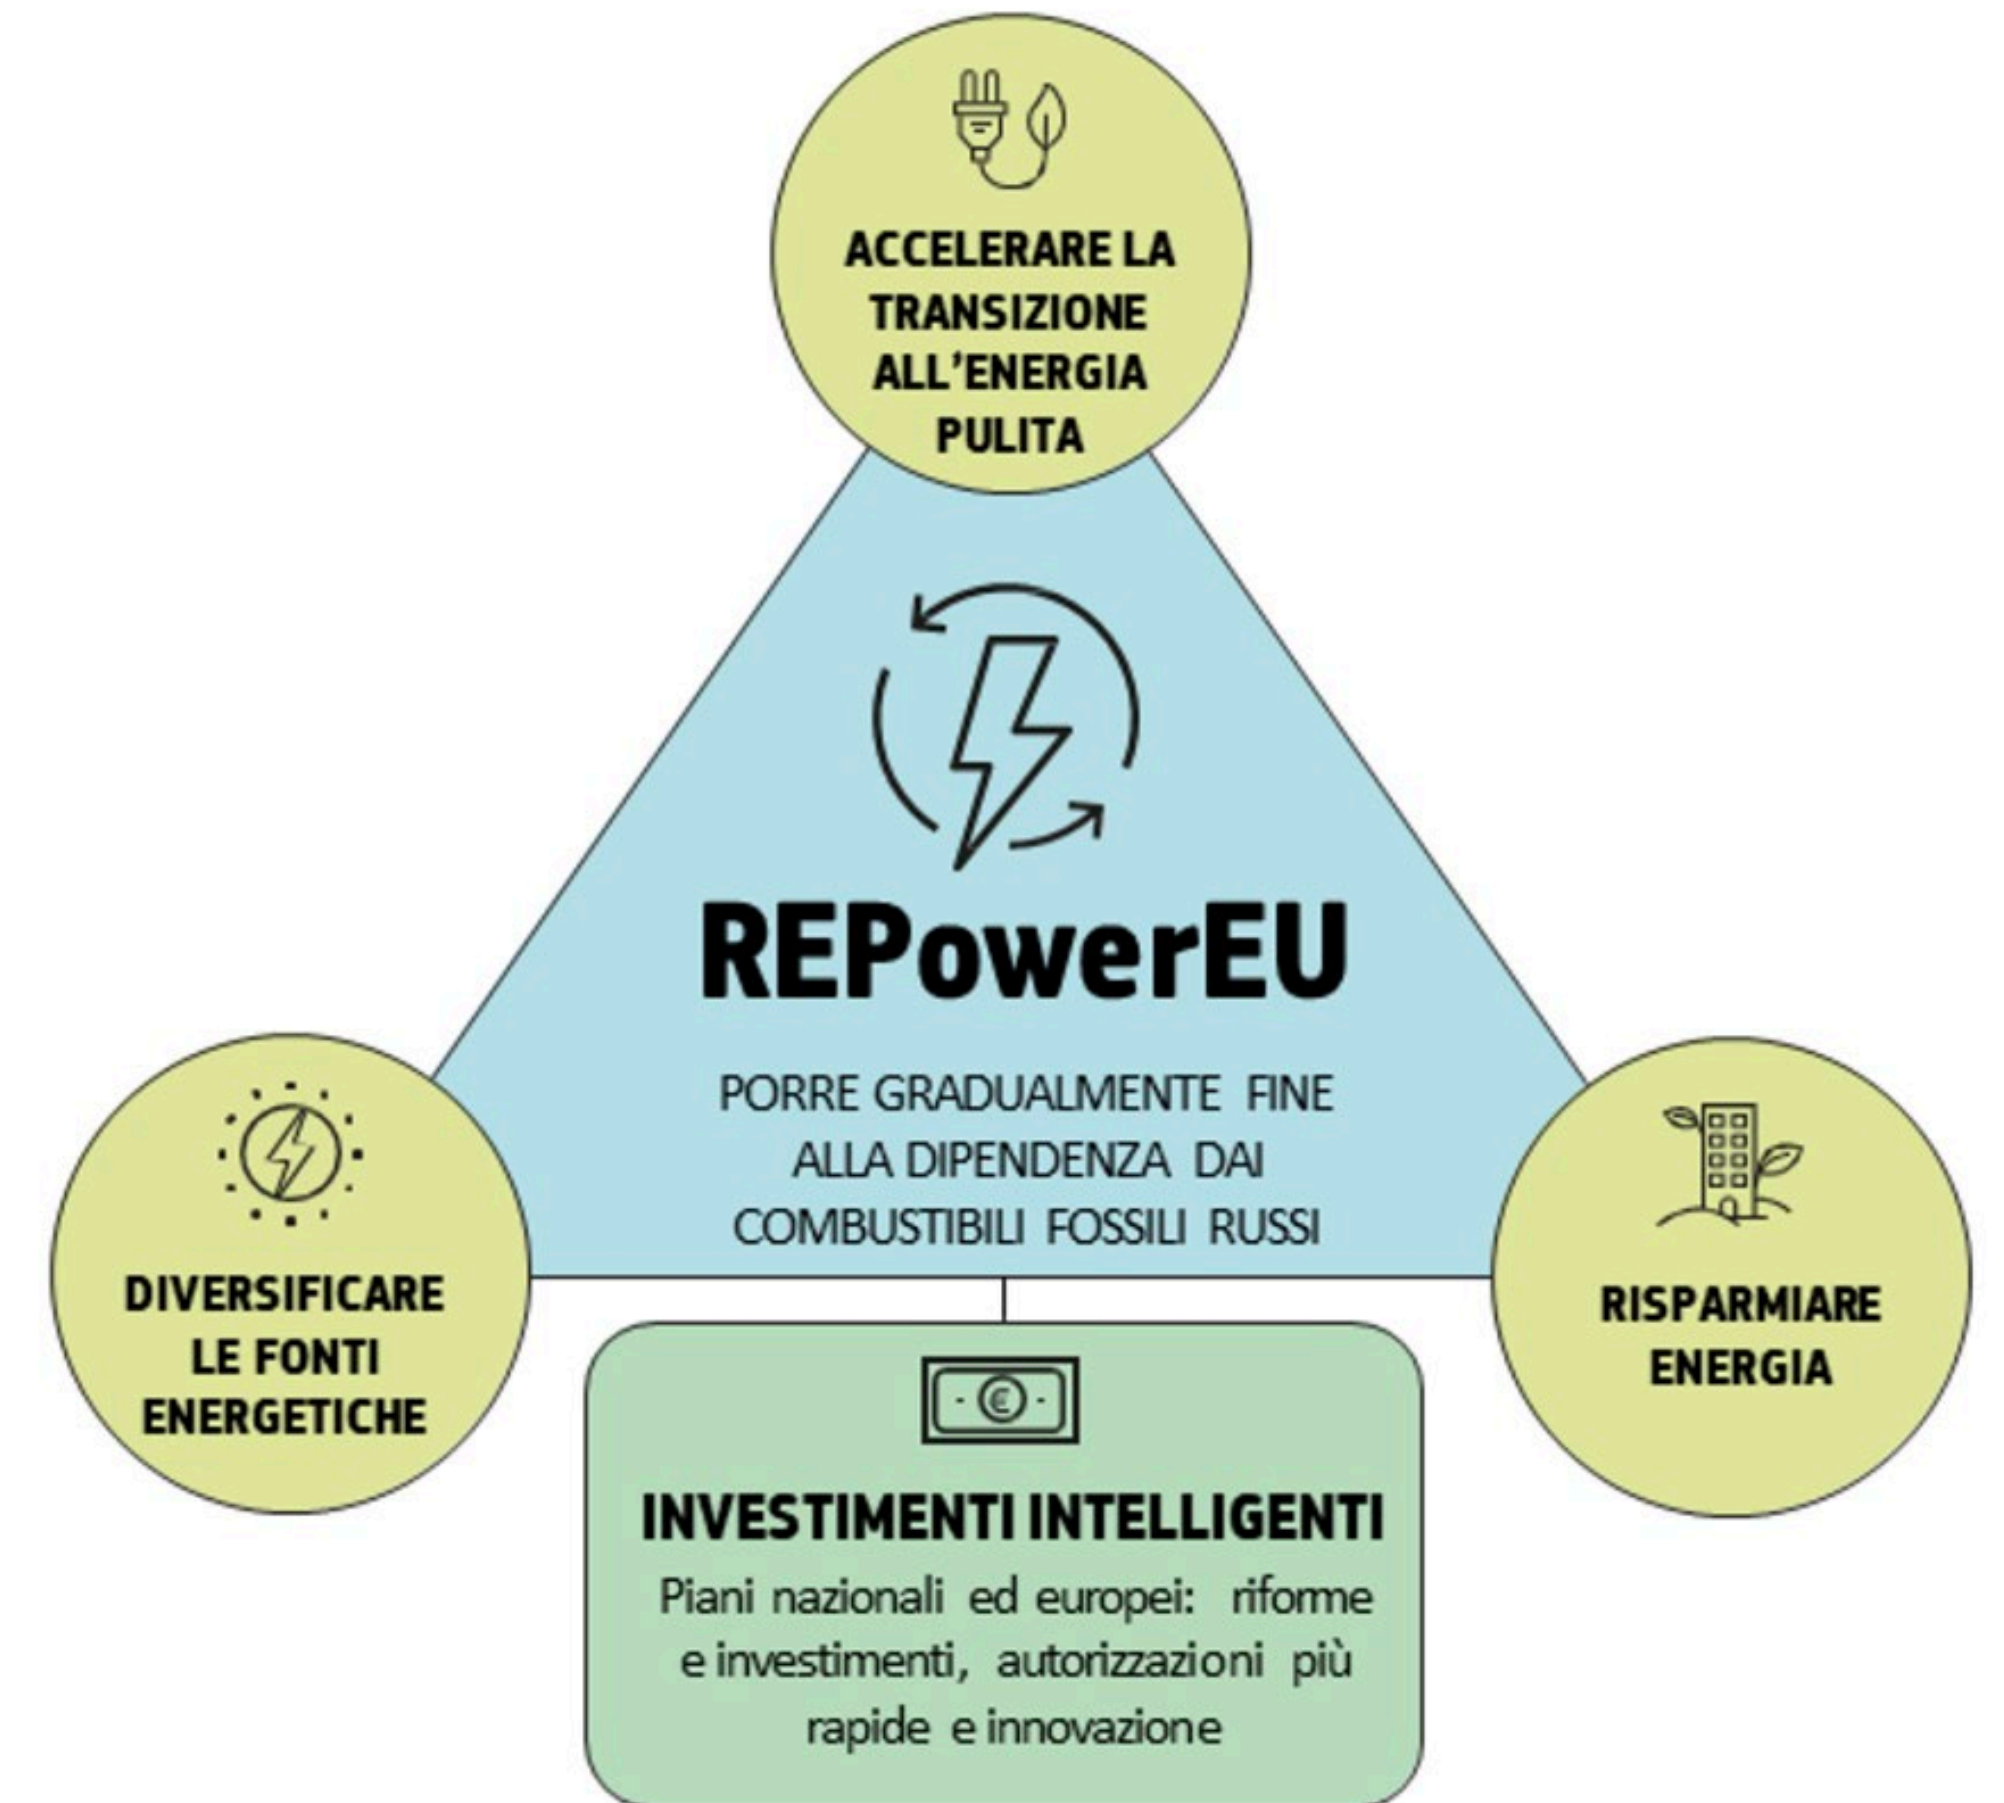 ACCELERARE LA
TRANSIZIONE
ALL'ENERGIA
PULITA
REPowerEU
PORRE GRADUALMENTE FINE
ALLA DIPENDENZA DAI
COMBUSTIBILI FOSSILI RUSSI
DIVERSIFICARE
LE FONTI
ENERGETICHE
RISPARMIARE
ENERGIA
€
INVESTIMENTI INTELLIGENTI
Piani nazionali ed europei: riforme
e investimenti, autorizzazioni più
rapide e innovazione